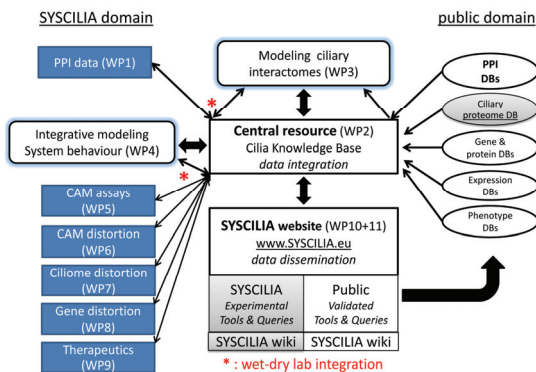 SYSCILIA domain
public domain
PPI data (WP1)
Modeling ciliary
interactomes (WP3)
PPI
DBs
*
Ciliary
proteome DB
Integrative modeling
System behaviour (WP4)
Central resource (WP2)
Cilia Knowledge Base
data integration
Gene &
protein DBs
*
Expression
DBs
CAM assays
(WP5)
Phenotype
DBs
CAM distortion
(WP6)
SYSCILIA website (WP10+11)
www.SYSCILIA.eu
data dissemination
Ciliome distortion
(WP7)
Gene distortion
(WP8)
SYSCILIA
Experimental
Tools & Queries
Public
Validated
Tools & Queries
Therapeutics
(WP9)
SYSCILIA wiki
SYSCILIA wiki
* : wet-dry lab integration